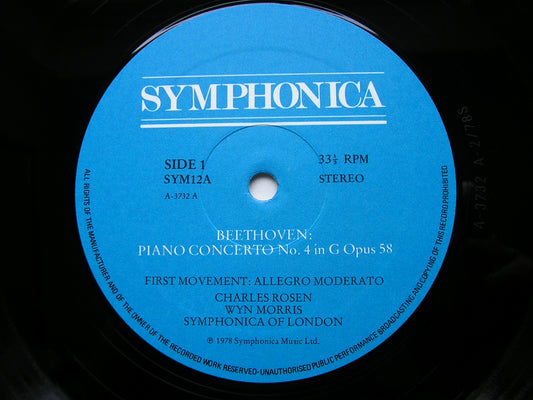 SYMPHONICA
SIDE 1
SYM12A
A-3732 A
33⅓ RPM
STEREO
BEETHOVEN:
PIANO CONCERTO No. 4 in G Opus 58
FIRST MOVEMENT: ALLEGRO MODERATO
CHARLES ROSEN
WYN MORRIS
SYMPHONICA OF LONDON
℗ 1978 Symphonica Music Ltd.
ALL RIGHTS OF THE MANUFACTURER AND OF THE OWNER OF THE RECORDED WORK RESERVED-UNAUTHORISED PUBLIC PERFORMANCE BROADCASTING AND COPYING OF THIS RECORD PROHIBITED
A-3732 A-2/78S